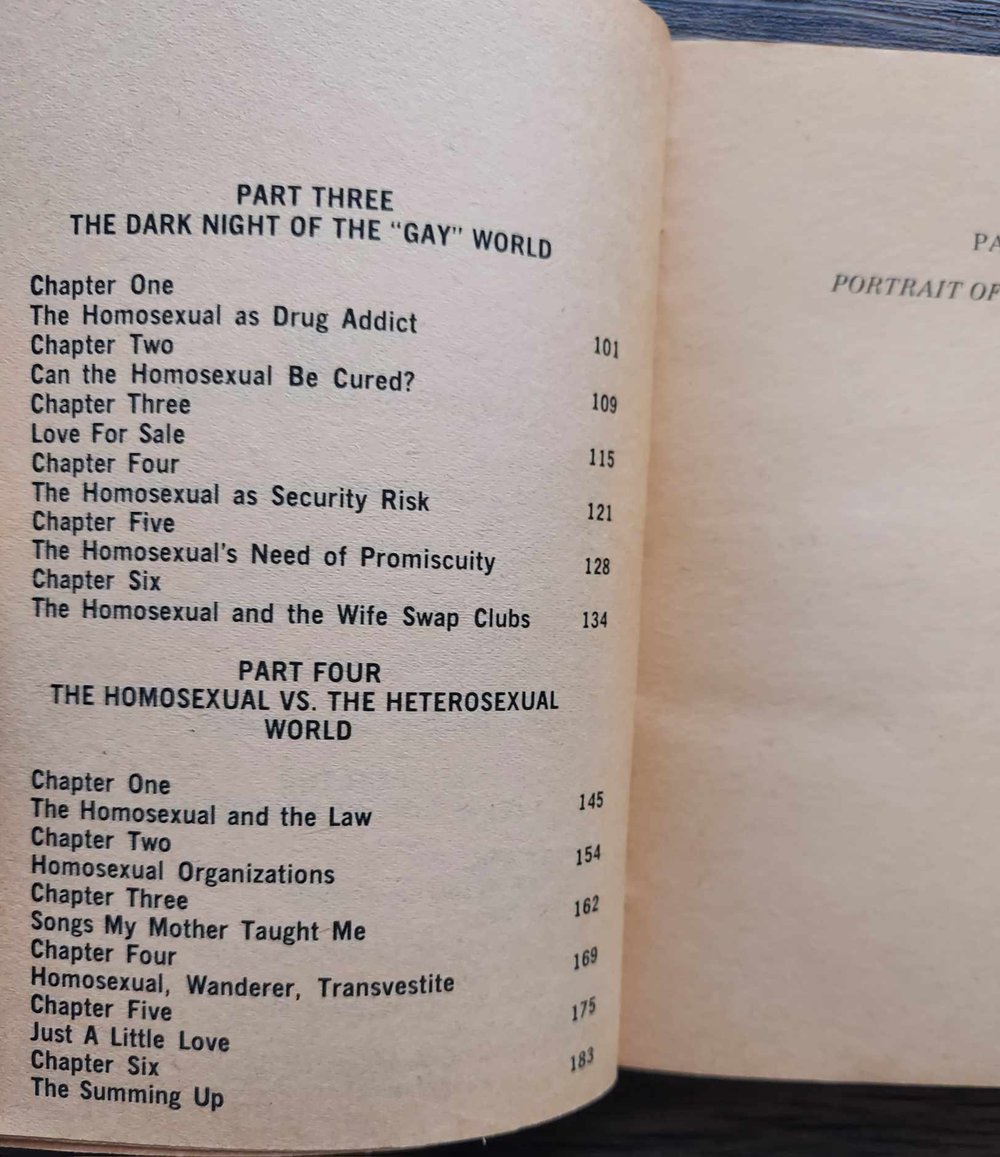 PART THREE
THE DARK NIGHT OF THE "GAY" WORLD
Chapter One
The Homosexual as Drug Addict 101
Chapter Two
Can the Homosexual Be Cured? 109
Chapter Three
Love For Sale 115
Chapter Four
The Homosexual as Security Risk 121
Chapter Five
The Homosexual's Need of Promiscuity 128
Chapter Six
The Homosexual and the Wife Swap Clubs 134
PART FOUR
THE HOMOSEXUAL VS. THE HETEROSEXUAL
WORLD
Chapter One
The Homosexual and the Law 145
Chapter Two
Homosexual Organizations 154
Chapter Three
Songs My Mother Taught Me 162
Chapter Four
Homosexual, Wanderer, Transvestite 169
Chapter Five
Just A Little Love 175
Chapter Six
The Summing Up 183
PA
PORTRAIT OF